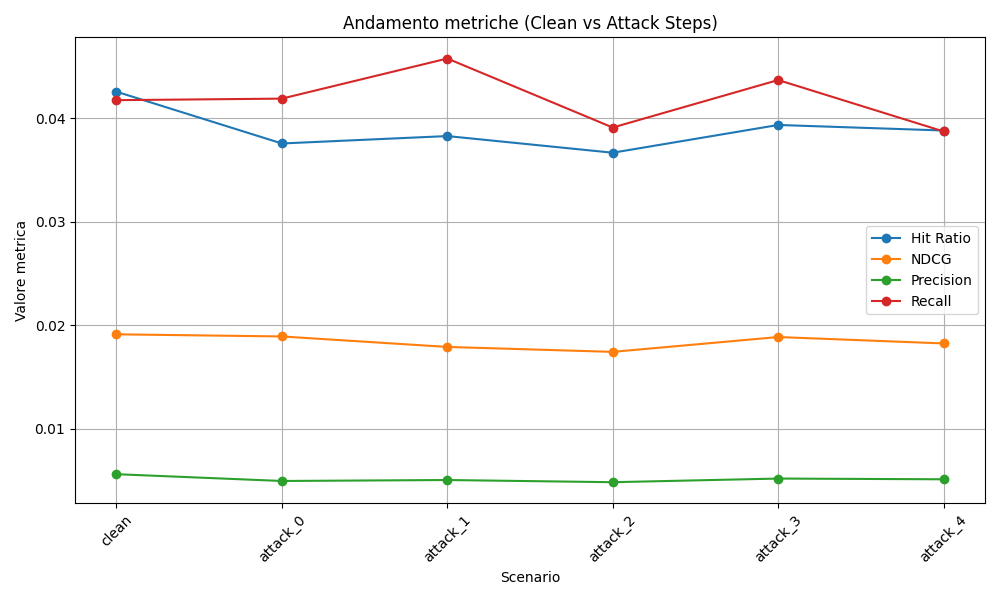 Andamento metriche (Clean vs Attack Steps)
Valore metrica
0.04
0.03
0.02
0.01
Hit Ratio
NDCG
Precision
Recall
clean
attack_0
attack_1
attack_2
attack_3
attack_4
Scenario